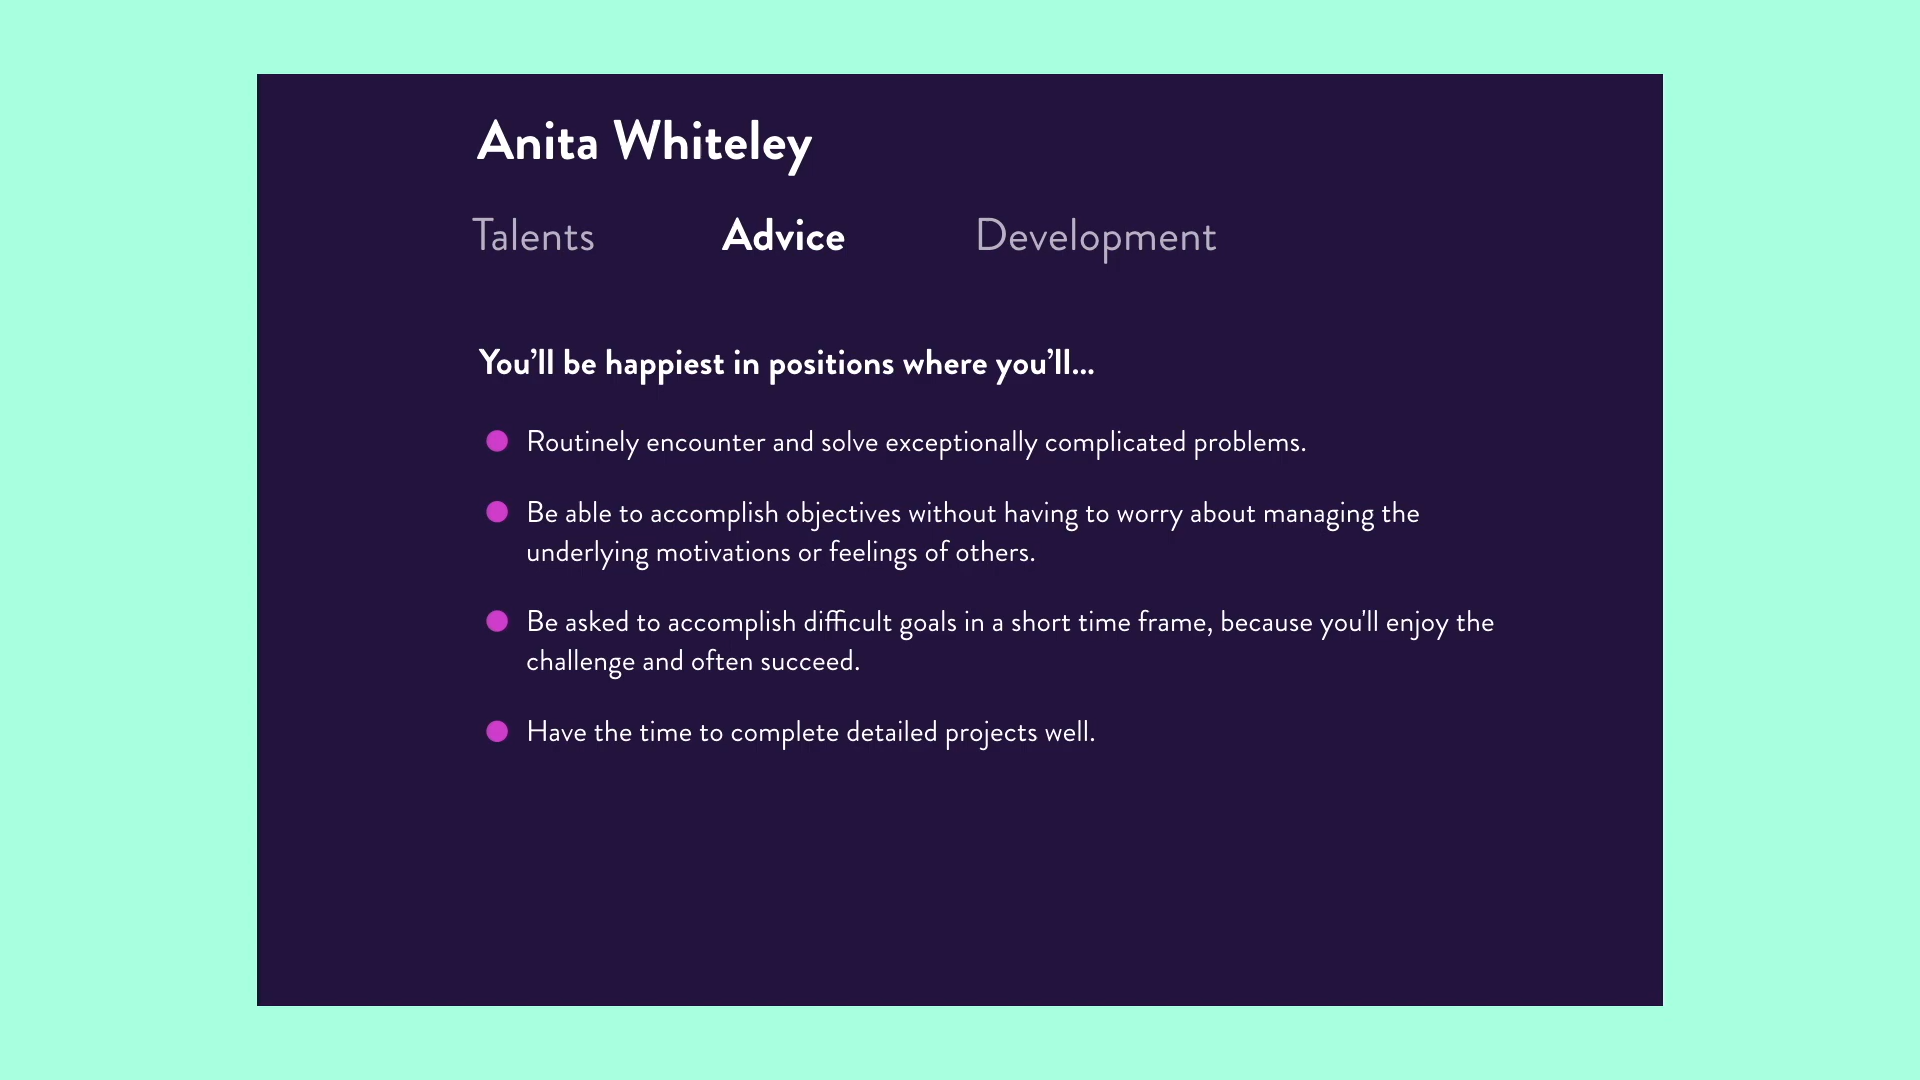 Anita Whiteley
Talents
Advice
Development
You’ll be happiest in positions where you’ll...
Routinely encounter and solve exceptionally complicated problems.
Be able to accomplish objectives without having to worry about managing the
underlying motivations or feelings of others.
Be asked to accomplish difficult goals in a short time frame, because you'll enjoy the
challenge and often succeed.
Have the time to complete detailed projects well.